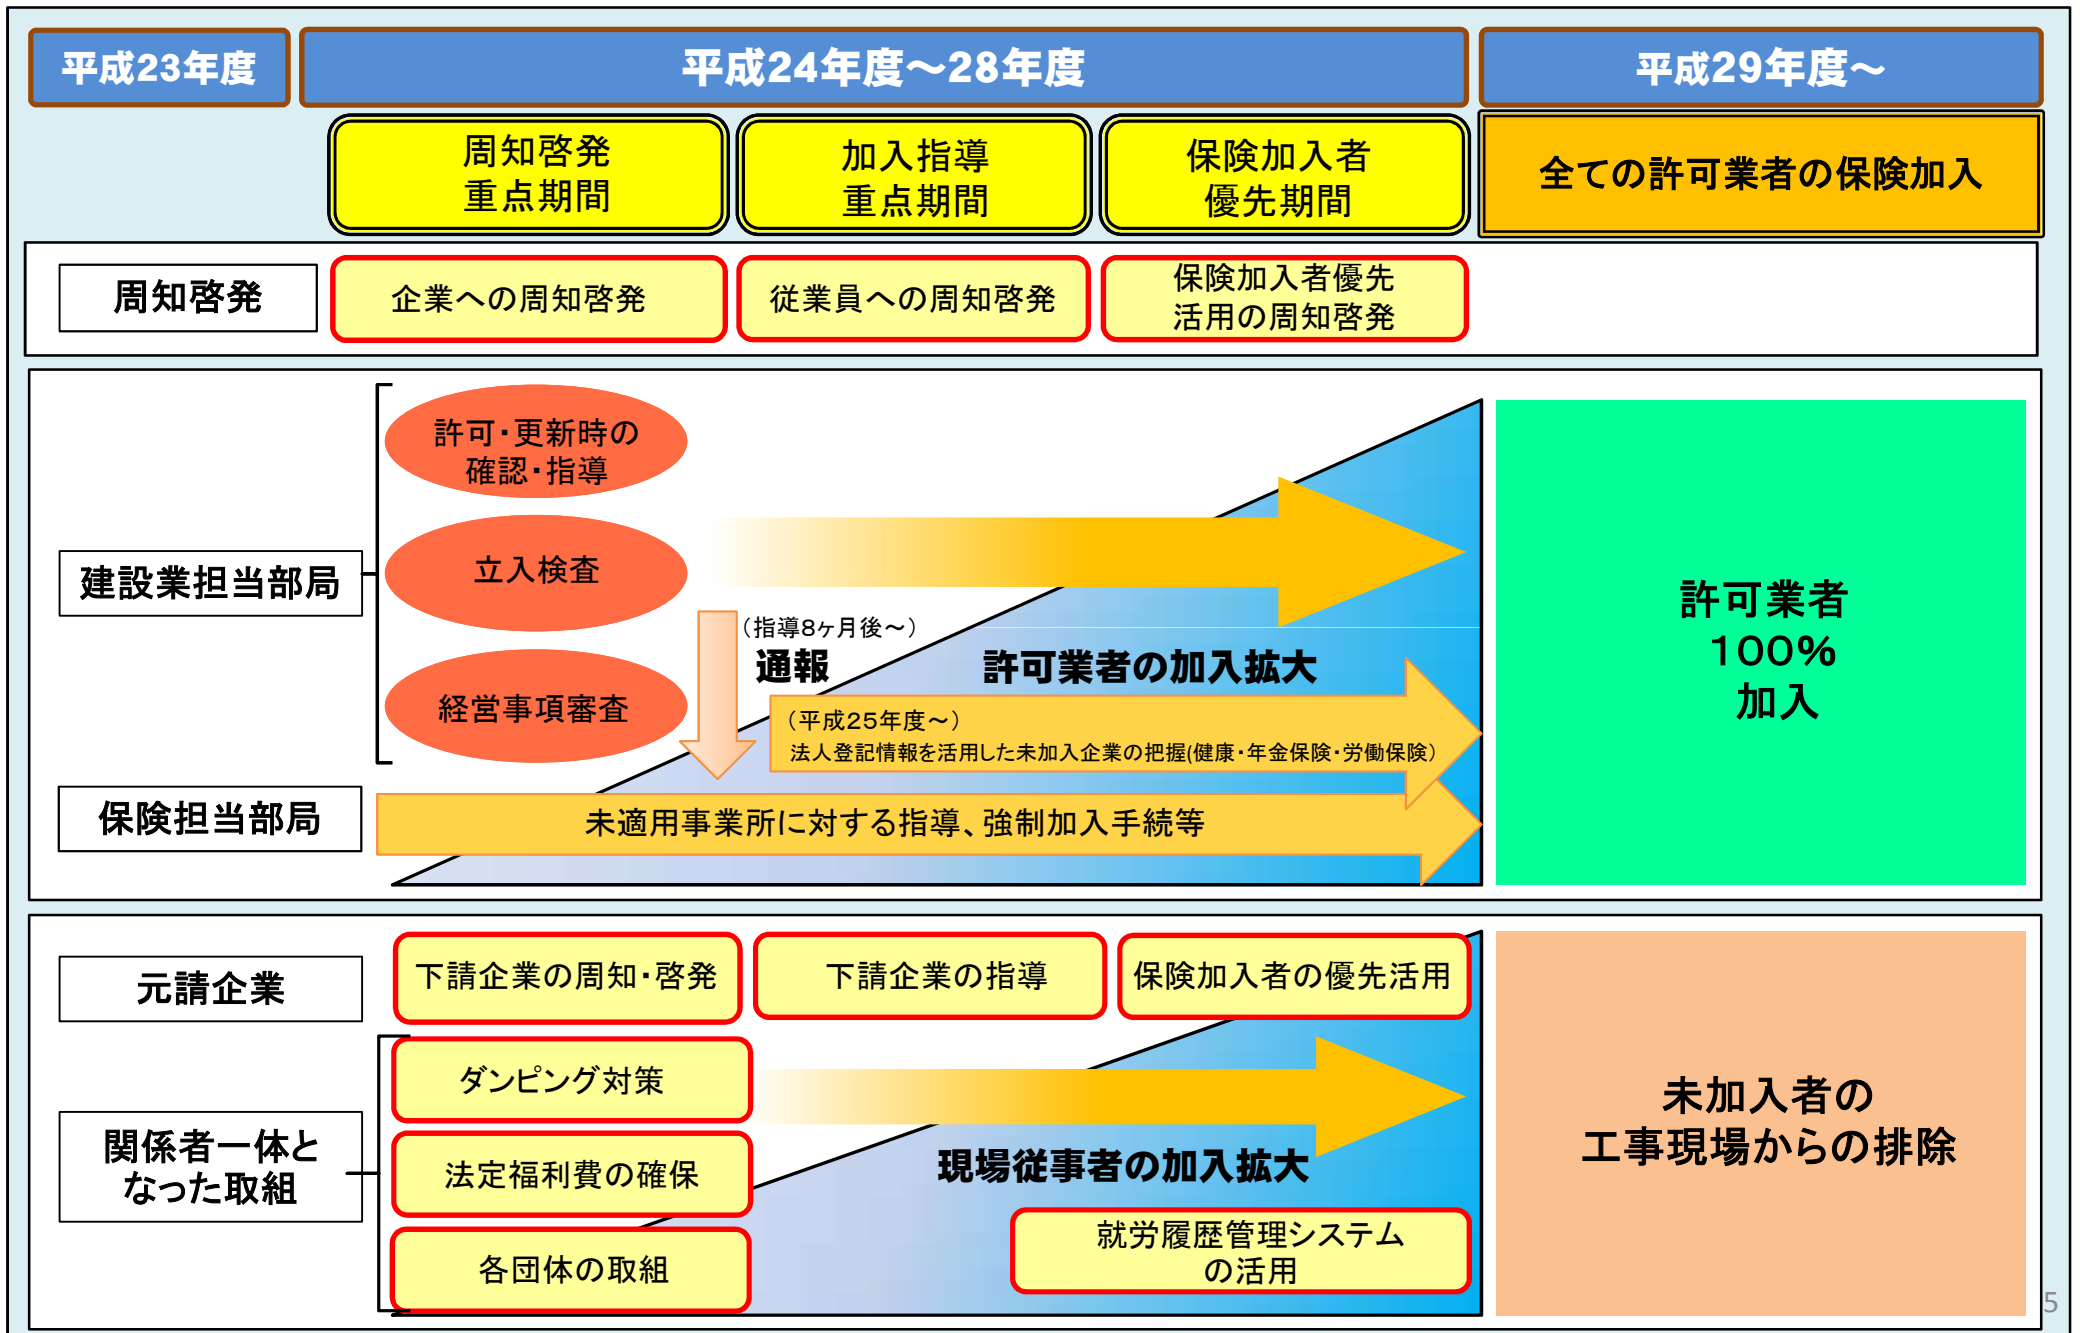 平成23年度
平成24年度～28年度
平成29年度～
周知啓発
重点期間
加入指導
重点期間
保険加入者
優先期間
全ての許可業者の保険加入
周知啓発
企業への周知啓発
従業員への周知啓発
保険加入者優先
活用の周知啓発
建設業担当部局
許可・更新時の
確認・指導
立入検査
経営事項審査
（指導8ヶ月後～）
通報
許可業者の加入拡大
（平成25年度～）
法人登記情報を活用した未加入企業の把握(健康・年金保険・労働保険）
保険担当部局
未適用事業所に対する指導、強制加入手続等
許可業者
100%
加入
元請企業
下請企業の周知・啓発
下請企業の指導
保険加入者の優先活用
関係者一体と
なった取組
ダンピング対策
法定福利費の確保
各団体の取組
現場従事者の加入拡大
就労履歴管理システム
の活用
未加入者の
工事現場からの排除
5